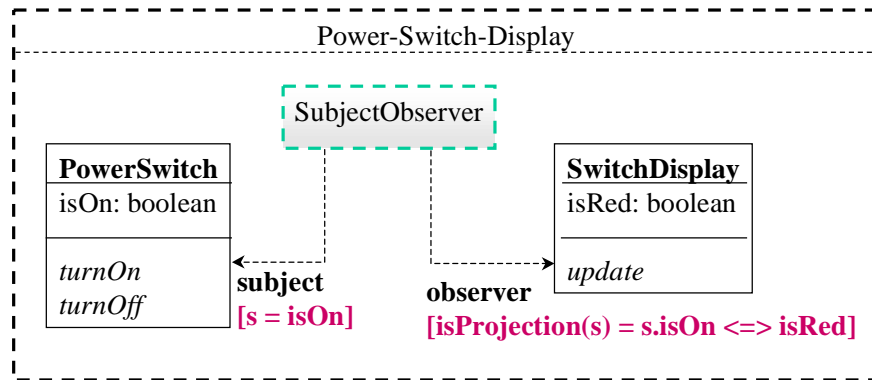 Power-Switch-Display
SubjectObserver
PowerSwitch
isOn: boolean
turnOn
turnOff
subject
[s = isOn]
SwitchDisplay
isRed: boolean
update
observer
[isProjection(s) = s.isOn <=> isRed]